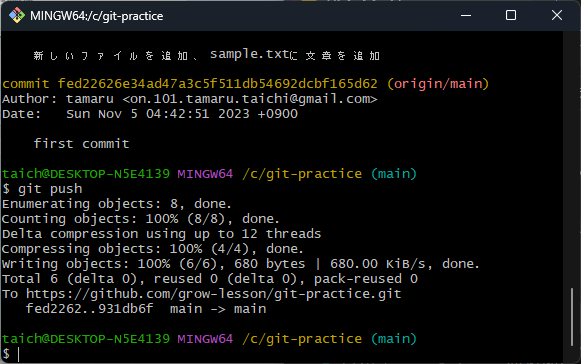 MINGW64:/c/git-practice
新しいファイルを追加、sample.txtに文章を追加
commit fed22626e34ad47a3c5f511db54692dcbf165d62 (origin/main)
Author: tamaru <on.101.tamaru.taichi@gmail.com>
Date:   Sun Nov 5 04:42:51 2023 +0900
first commit
taich@DESKTOP-N5E4139 MINGW64 /c/git-practice (main)
$ git push
Enumerating objects: 8, done.
Counting objects: 100% (8/8), done.
Delta compression using up to 12 threads
Compressing objects: 100% (4/4), done.
Writing objects: 100% (6/6), 680 bytes | 680.00 KiB/s, done.
Total 6 (delta 0), reused 0 (delta 0), pack-reused 0
To https://github.com/grow-lesson/git-practice.git
   fed2262..931db6f  main -> main
taich@DESKTOP-N5E4139 MINGW64 /c/git-practice (main)
$